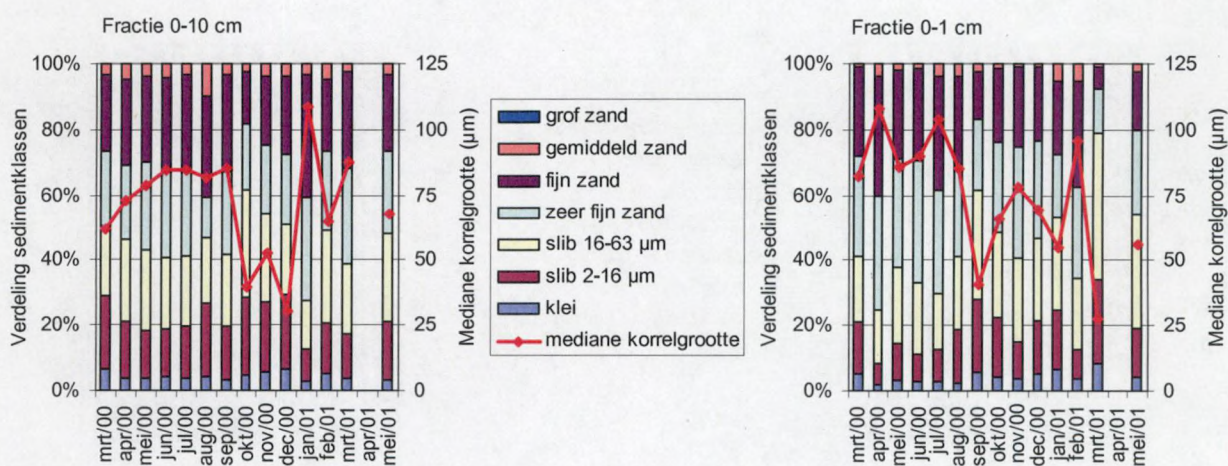 Fractie 0-10 cm
100%
80%
60%
40%
20%
0%
Verdeling sedimentklassen
125
100
75
50
25
0
Mediane korrelgrootte (µm)
mrt/00
apr/00
mei/00
jun/00
jul/00
aug/00
sep/00
okt/00
nov/00
dec/00
jan/01
feb/01
mrt/01
apr/01
mei/01
grof zand
gemiddeld zand
fijn zand
zeer fijn zand
slib 16-63 µm
slib 2-16 µm
klei
mediane korrelgrootte
Fractie 0-1 cm
100%
80%
60%
40%
20%
0%
Verdeling sedimentklassen
125
100
75
50
25
0
Mediane korrelgrootte (µm)
mrt/00
apr/00
mei/00
jun/00
jul/00
aug/00
sep/00
okt/00
nov/00
dec/00
jan/01
feb/01
mrt/01
apr/01
mei/01